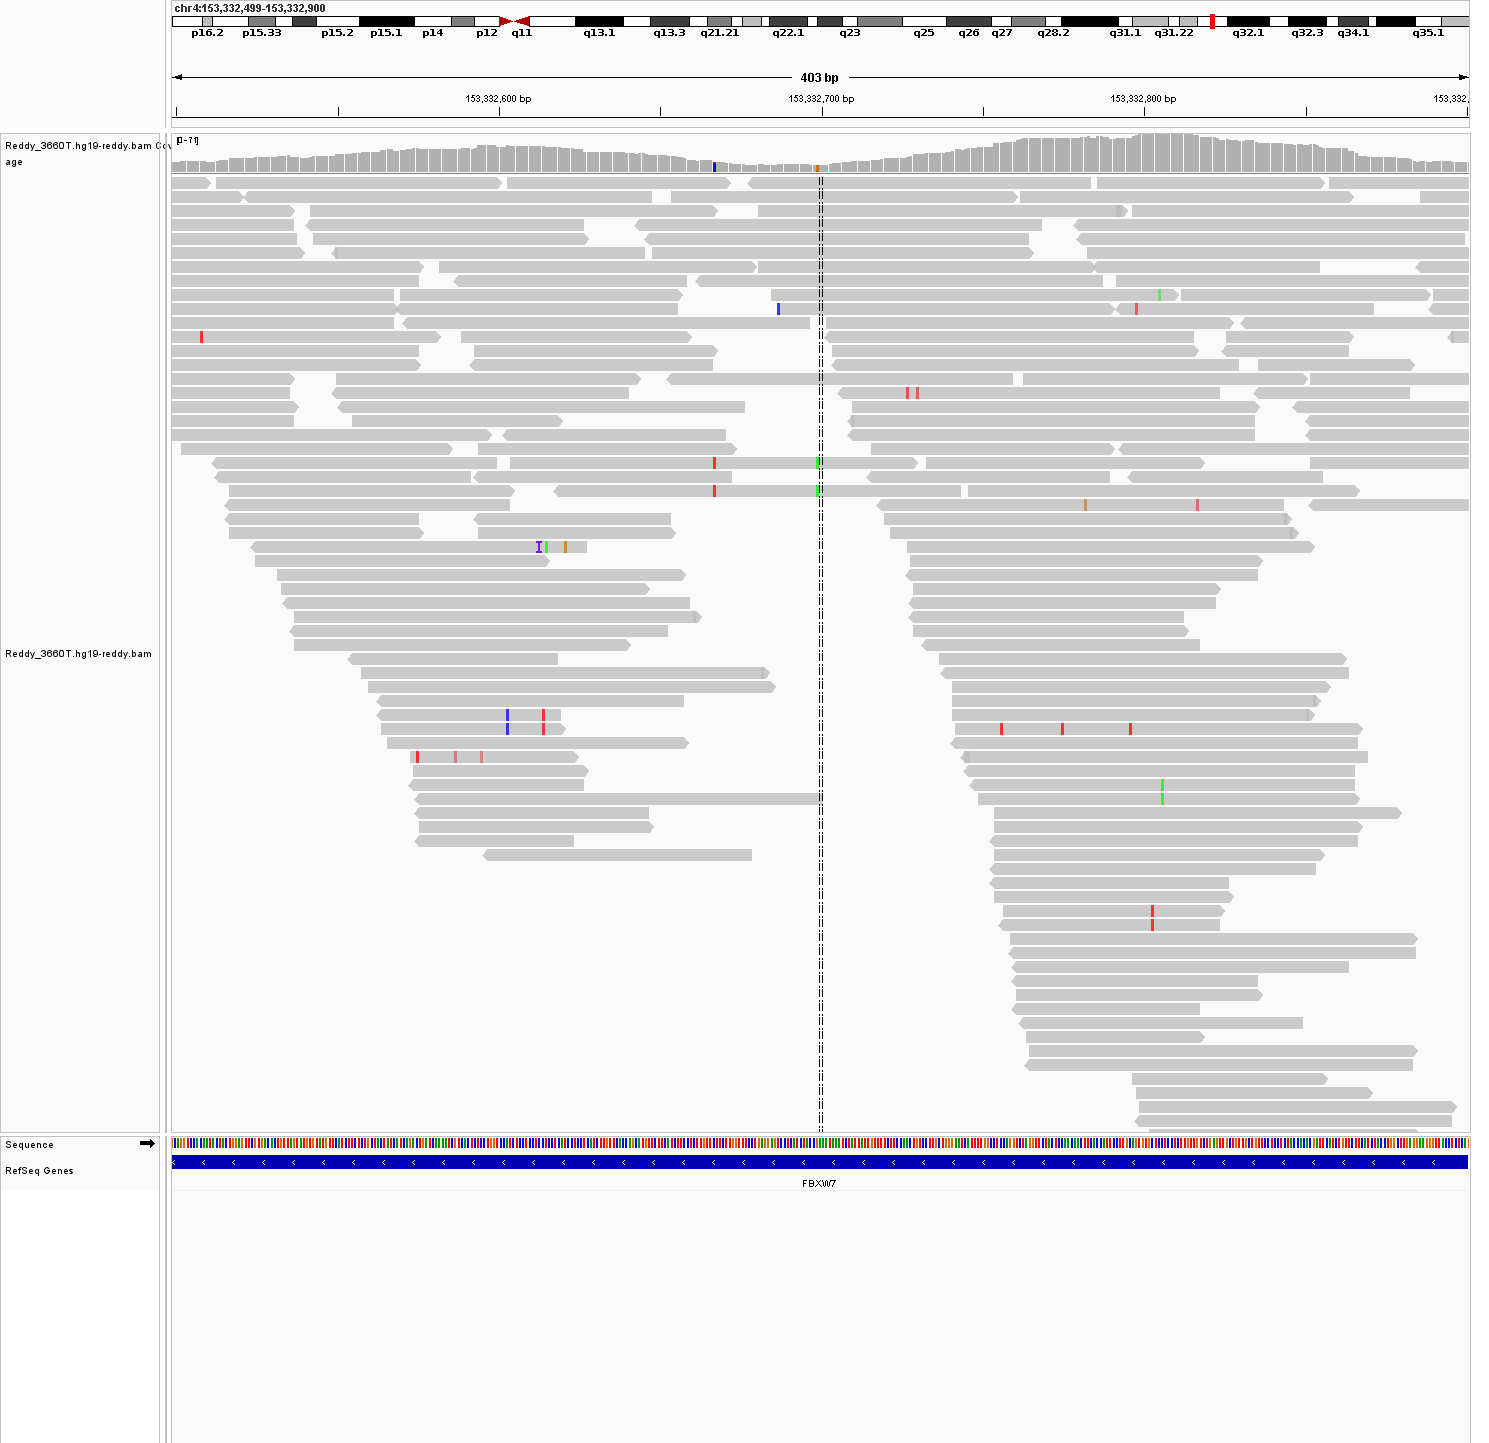 chr4:153,332,499-153,332,900
p16.2 p15.33 p15.2 p15.1 p14 p12 q11 q13.1 q13.3 q21.21 q22.1 q23 q25 q26 q27 q28.2 q31.1 q31.22 q32.1 q32.3 q34.1 q35.1
403 bp
153,332,600 bp 153,332,700 bp 153,332,800 bp 153,332,
Reddy_3660T.hg19-reddy.bam Cov
age
[0-71]
Reddy_3660T.hg19-reddy.bam
Sequence
RefSeq Genes
FBXW7